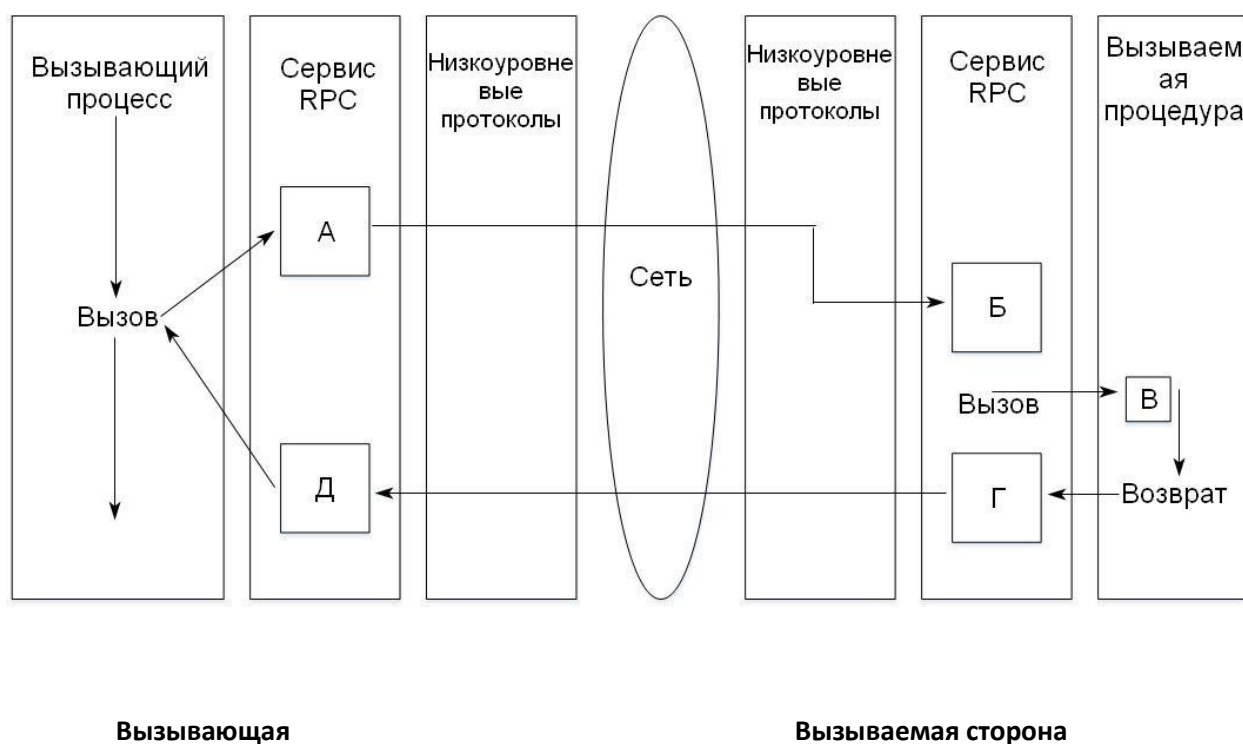 Вызывающий
процесс
Сервис
RPC
Низкоуровне
вые
протоколы
Низкоуровне
вые
протоколы
Сервис
RPC
Вызываем
ая
процедура
А
Сеть
Б
Вызов
Вызов
В
Д
Г
Возврат
Вызывающая
Вызываемая сторона